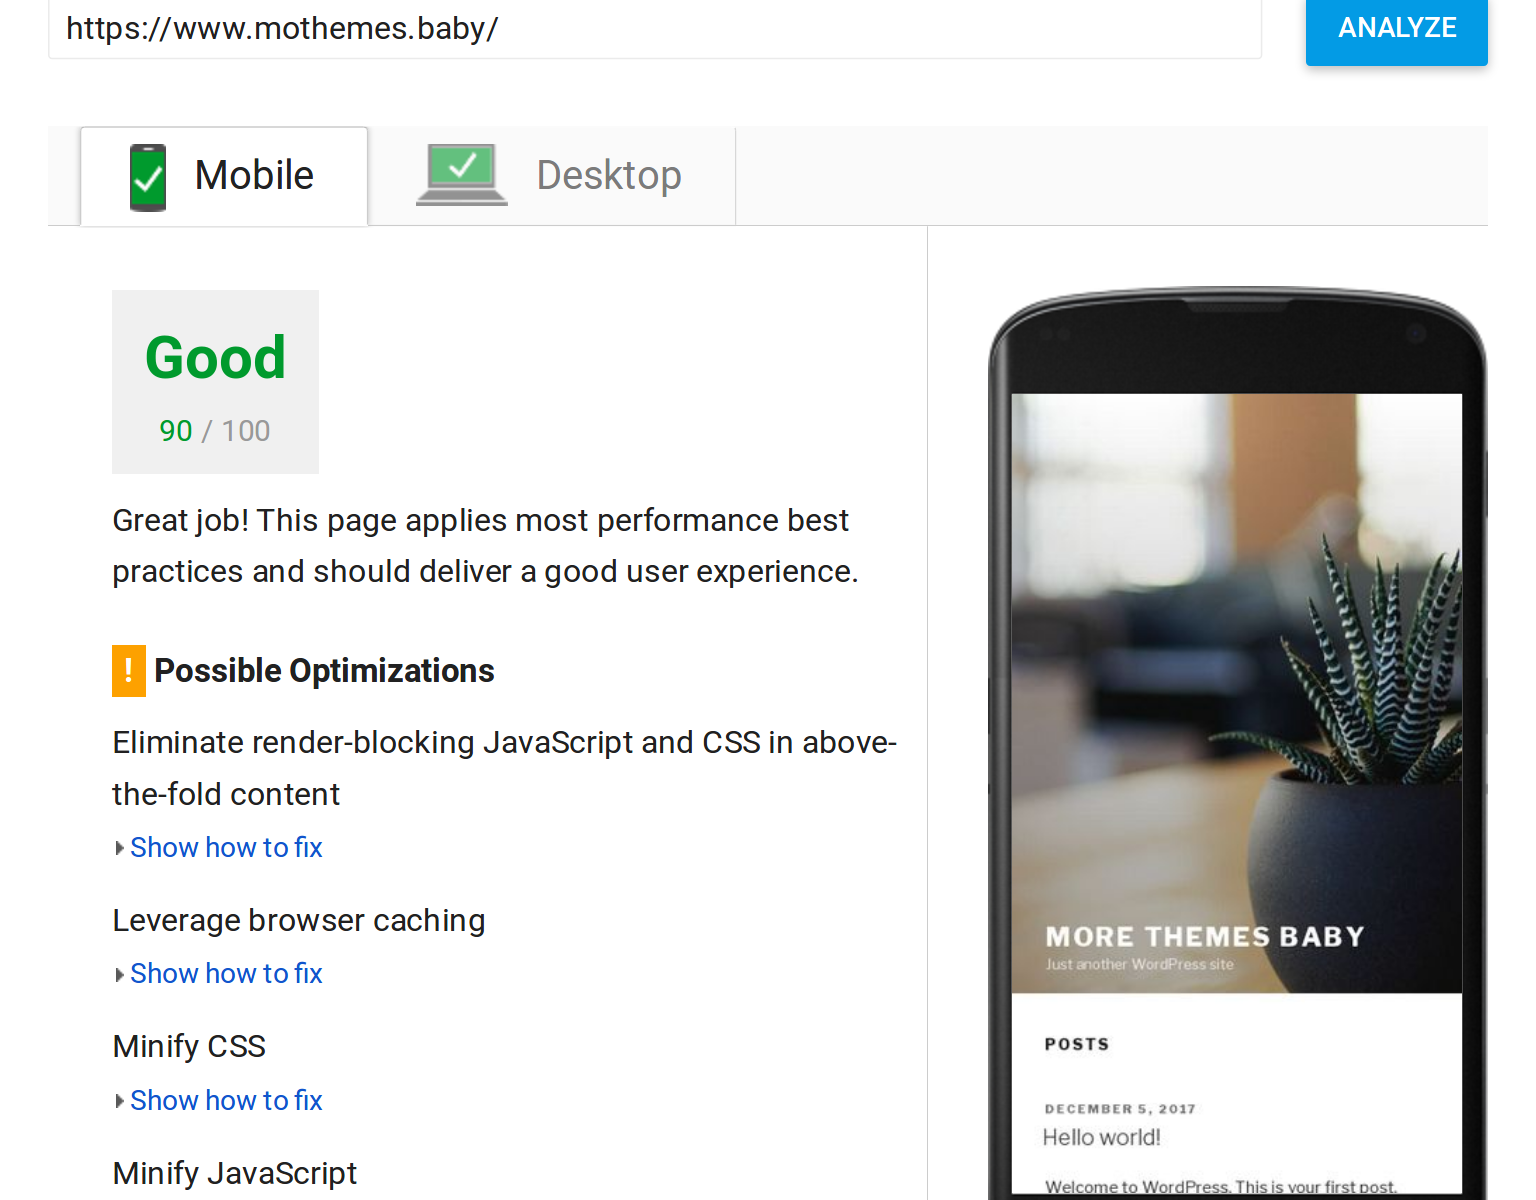 https://www.mothemes.baby/
ANALYZE
Mobile
Desktop
Good
90 / 100
Great job! This page applies most performance best
practices and should deliver a good user experience.
! Possible Optimizations
Eliminate render-blocking JavaScript and CSS in above-
the-fold content
Show how to fix
Leverage browser caching
Show how to fix
Minify CSS
Show how to fix
Minify JavaScript
MORE THEMES BABY
Just another WordPress site
POSTS
DECEMBER 5, 2017
Hello world!
Welcome to WordPress. This is your first post.